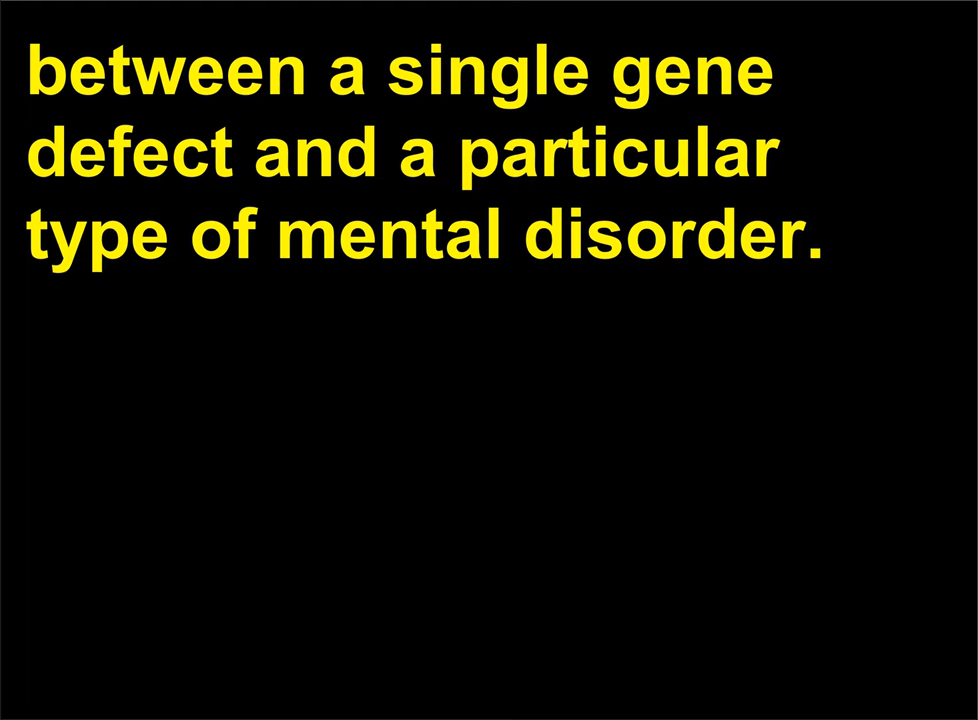 between a single gene
defect and a particular
type of mental disorder.